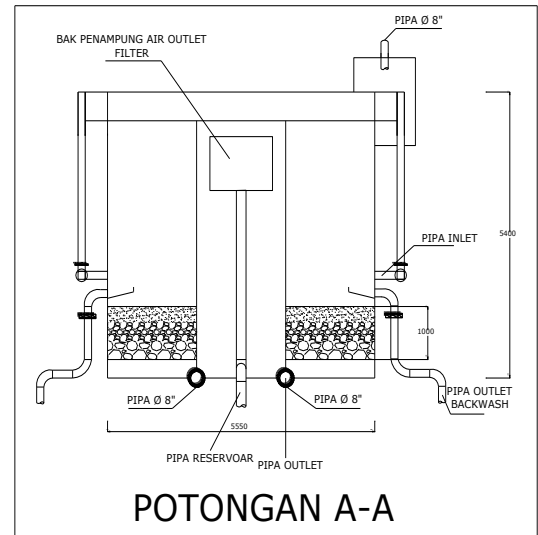 PIPA Ø 8"
BAK PENAMPUNG AIR OUTLET
FILTER
5400
PIPA INLET
1000
PIPA OUTLET
BACKWASH
PIPA Ø 8"
PIPA Ø 8"
5550
PIPA RESERVOAR
PIPA OUTLET
POTONGAN A-A